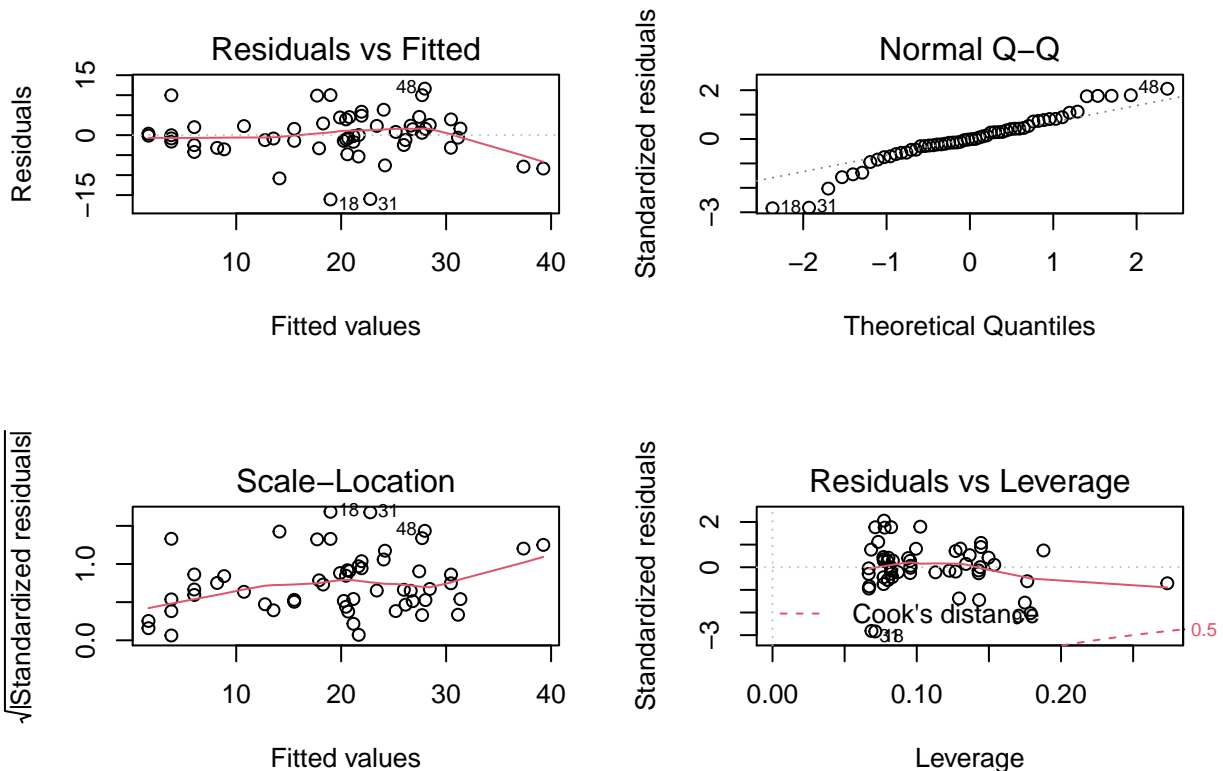 Residuals vs Fitted
Residuals
15
0
−15
48
18
31
10 20 30 40
Fitted values
Normal Q−Q
Standardized residuals
2
0
−3
48
18
31
−2 −1 0 1 2
Theoretical Quantiles
Scale−Location
√|Standardized residuals|
1.0
0.0
18
31
48
10 20 30 40
Fitted values
Residuals vs Leverage
Standardized residuals
2
0
−3
Cook's distance
31
18
0.5
0.00 0.10 0.20
Leverage